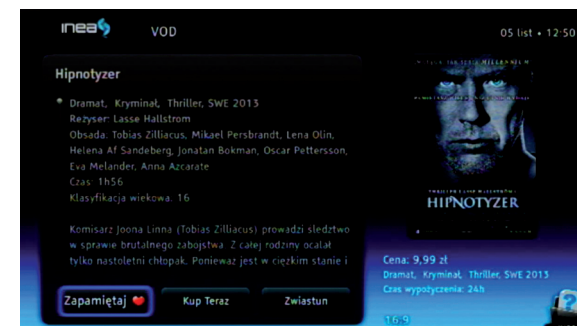 inea
VOD
05 list • 12:50
Hipnotyzer
Dramat, Kryminał, Thriller, SWE 2013
Reżyser: Lasse Hallstrom
Obsada: Tobias Zilliacus, Mikael Persbrandt, Lena Olin,
Helena Af Sandeberg, Jonatan Bokman, Oscar Pettersson,
Eva Melander, Anna Azcarate
Czas: 1h56
Klasyfikacja wiekowa: 16
Komisarz Joona Linna (Tobias Zilliacus) prowadzi śledztwo
w sprawie brutalnego zabójstwa. Z całej rodziny ocalał
tylko nastoletni chłopak. Ponieważ jest w ciężkim stanie i
Zapamiętaj
Kup Teraz
Zwiastun
MILLENNIUM
HIPNOTYZER
Cena: 9,99 zł
Dramat, Kryminał, Thriller, SWE 2013
Czas wypożyczenia: 24h
16:9
?